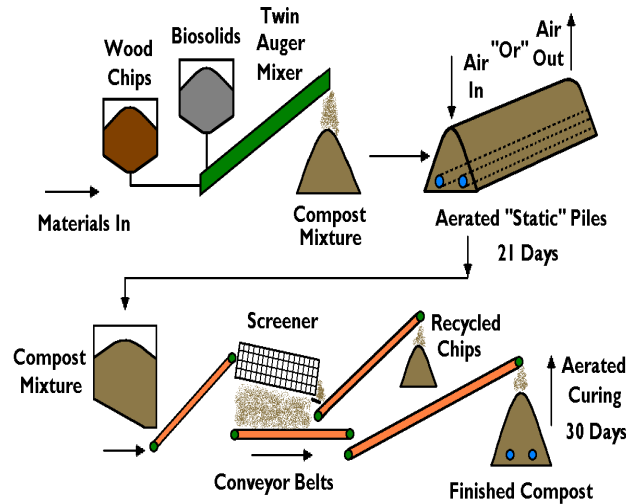 Wood
Chips
Biosolids
Twin
Auger
Mixer
Materials In
Compost
Mixture
Air
In
"Or"
Air
Out
Aerated "Static" Piles
21 Days
Compost
Mixture
Screener
Conveyor Belts
Recycled
Chips
Aerated
Curing
30 Days
Finished Compost